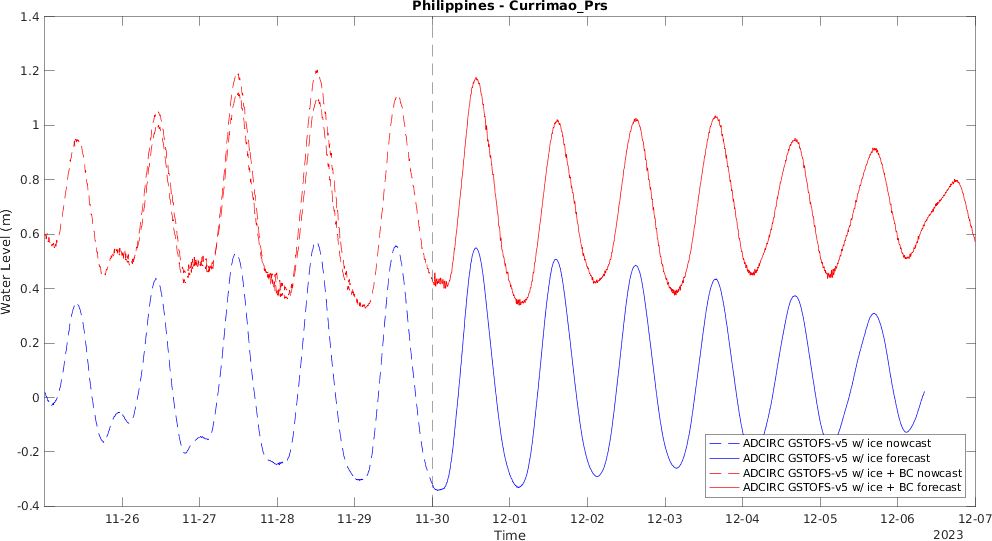 Philippines - Currimao_Prs
1.4
1.2
1
0.8
0.6
0.4
0.2
0
-0.2
-0.4
Water Level (m)
ADCIRC GSTOFS-v5 w/ ice nowcast
ADCIRC GSTOFS-v5 w/ ice forecast
ADCIRC GSTOFS-v5 w/ ice + BC nowcast
ADCIRC GSTOFS-v5 w/ ice + BC forecast
11-26 11-27 11-28 11-29 11-30 12-01 12-02 12-03 12-04 12-05 12-06 12-07
Time
2023